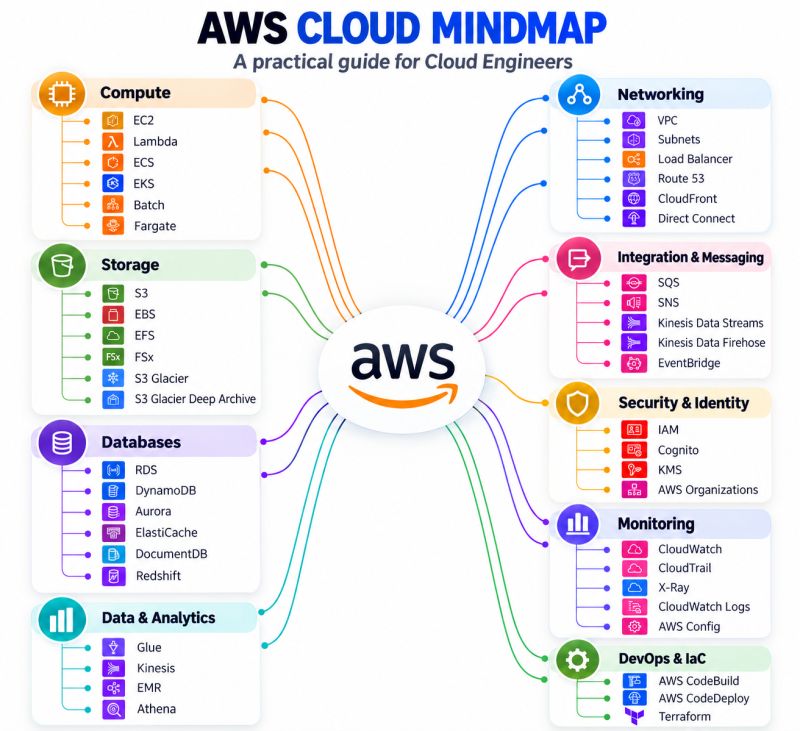 AWS CLOUD MINDMAP
A practical guide for Cloud Engineers
Compute
EC2
Lambda
ECS
EKS
Batch
Fargate
Storage
S3
EBS
EFS
FSx
FSx
S3 Glacier
S3 Glacier Deep Archive
Databases
RDS
DynamoDB
Aurora
ElastiCache
DocumentDB
Redshift
Data & Analytics
Glue
Kinesis
EMR
Athena
aws
Networking
VPC
Subnets
Load Balancer
Route 53
CloudFront
Direct Connect
Integration & Messaging
SQS
SNS
Kinesis Data Streams
Kinesis Data Firehose
EventBridge
Security & Identity
IAM
Cognito
KMS
AWS Organizations
Monitoring
CloudWatch
CloudTrail
X-Ray
CloudWatch Logs
AWS Config
DevOps & IaC
AWS CodeBuild
AWS CodeDeploy
Terraform